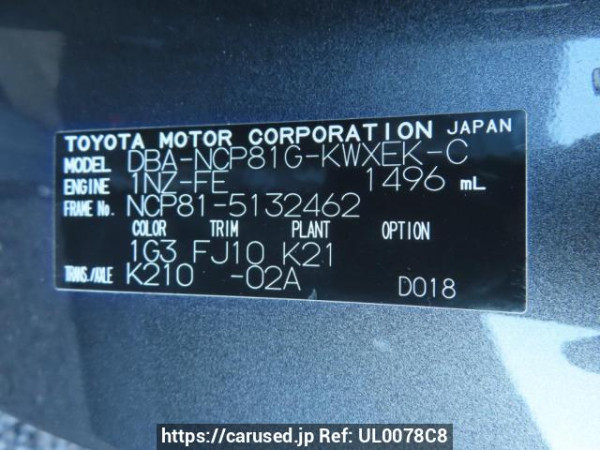 TOYOTA MOTOR CORPORATION JAPAN
MODEL DBA-NCP81G-KWXEK-C
ENGINE 1NZ-FE 1496 mL
FRAME No. NCP81-5132462
COLOR TRIM PLANT OPTION
1G3 FJ10 K21
TRANS./AXLE K210 -02A D018
https://carused.jp Ref: UL0078C8